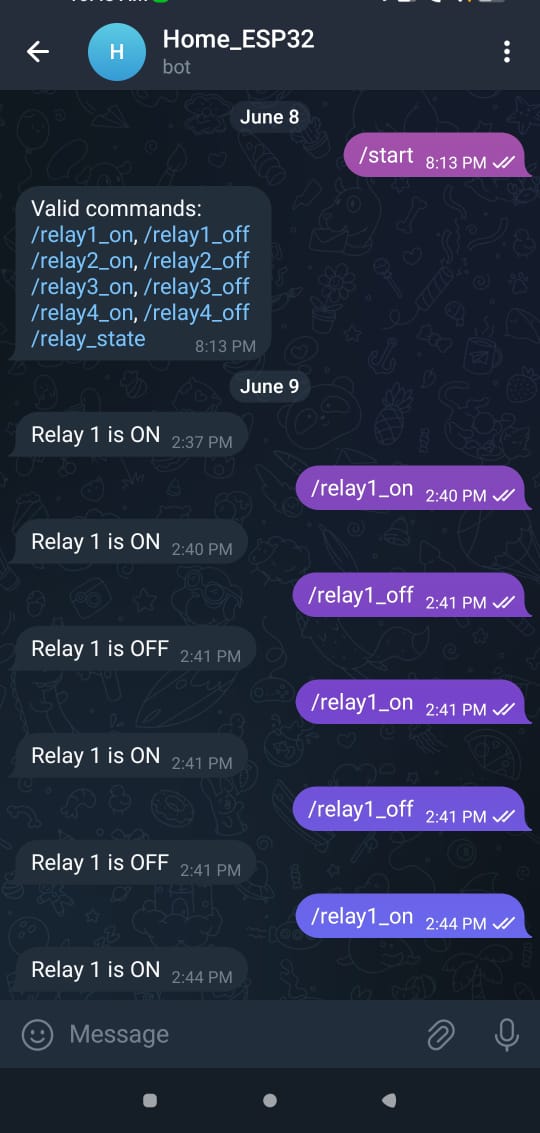 Home_ESP32
H
bot
June 8
/start 8:13 PM
Valid commands:
/relay1_on, /relay1_off
/relay2_on, /relay2_off
/relay3_on, /relay3_off
/relay4_on, /relay4_off
/relay_state 8:13 PM
June 9
Relay 1 is ON 2:37 PM
/relay1_on 2:40 PM
Relay 1 is ON 2:40 PM
/relay1_off 2:41 PM
Relay 1 is OFF 2:41 PM
/relay1_on 2:41 PM
Relay 1 is ON 2:41 PM
/relay1_off 2:41 PM
Relay 1 is OFF 2:41 PM
/relay1_on 2:44 PM
Relay 1 is ON 2:44 PM
Message